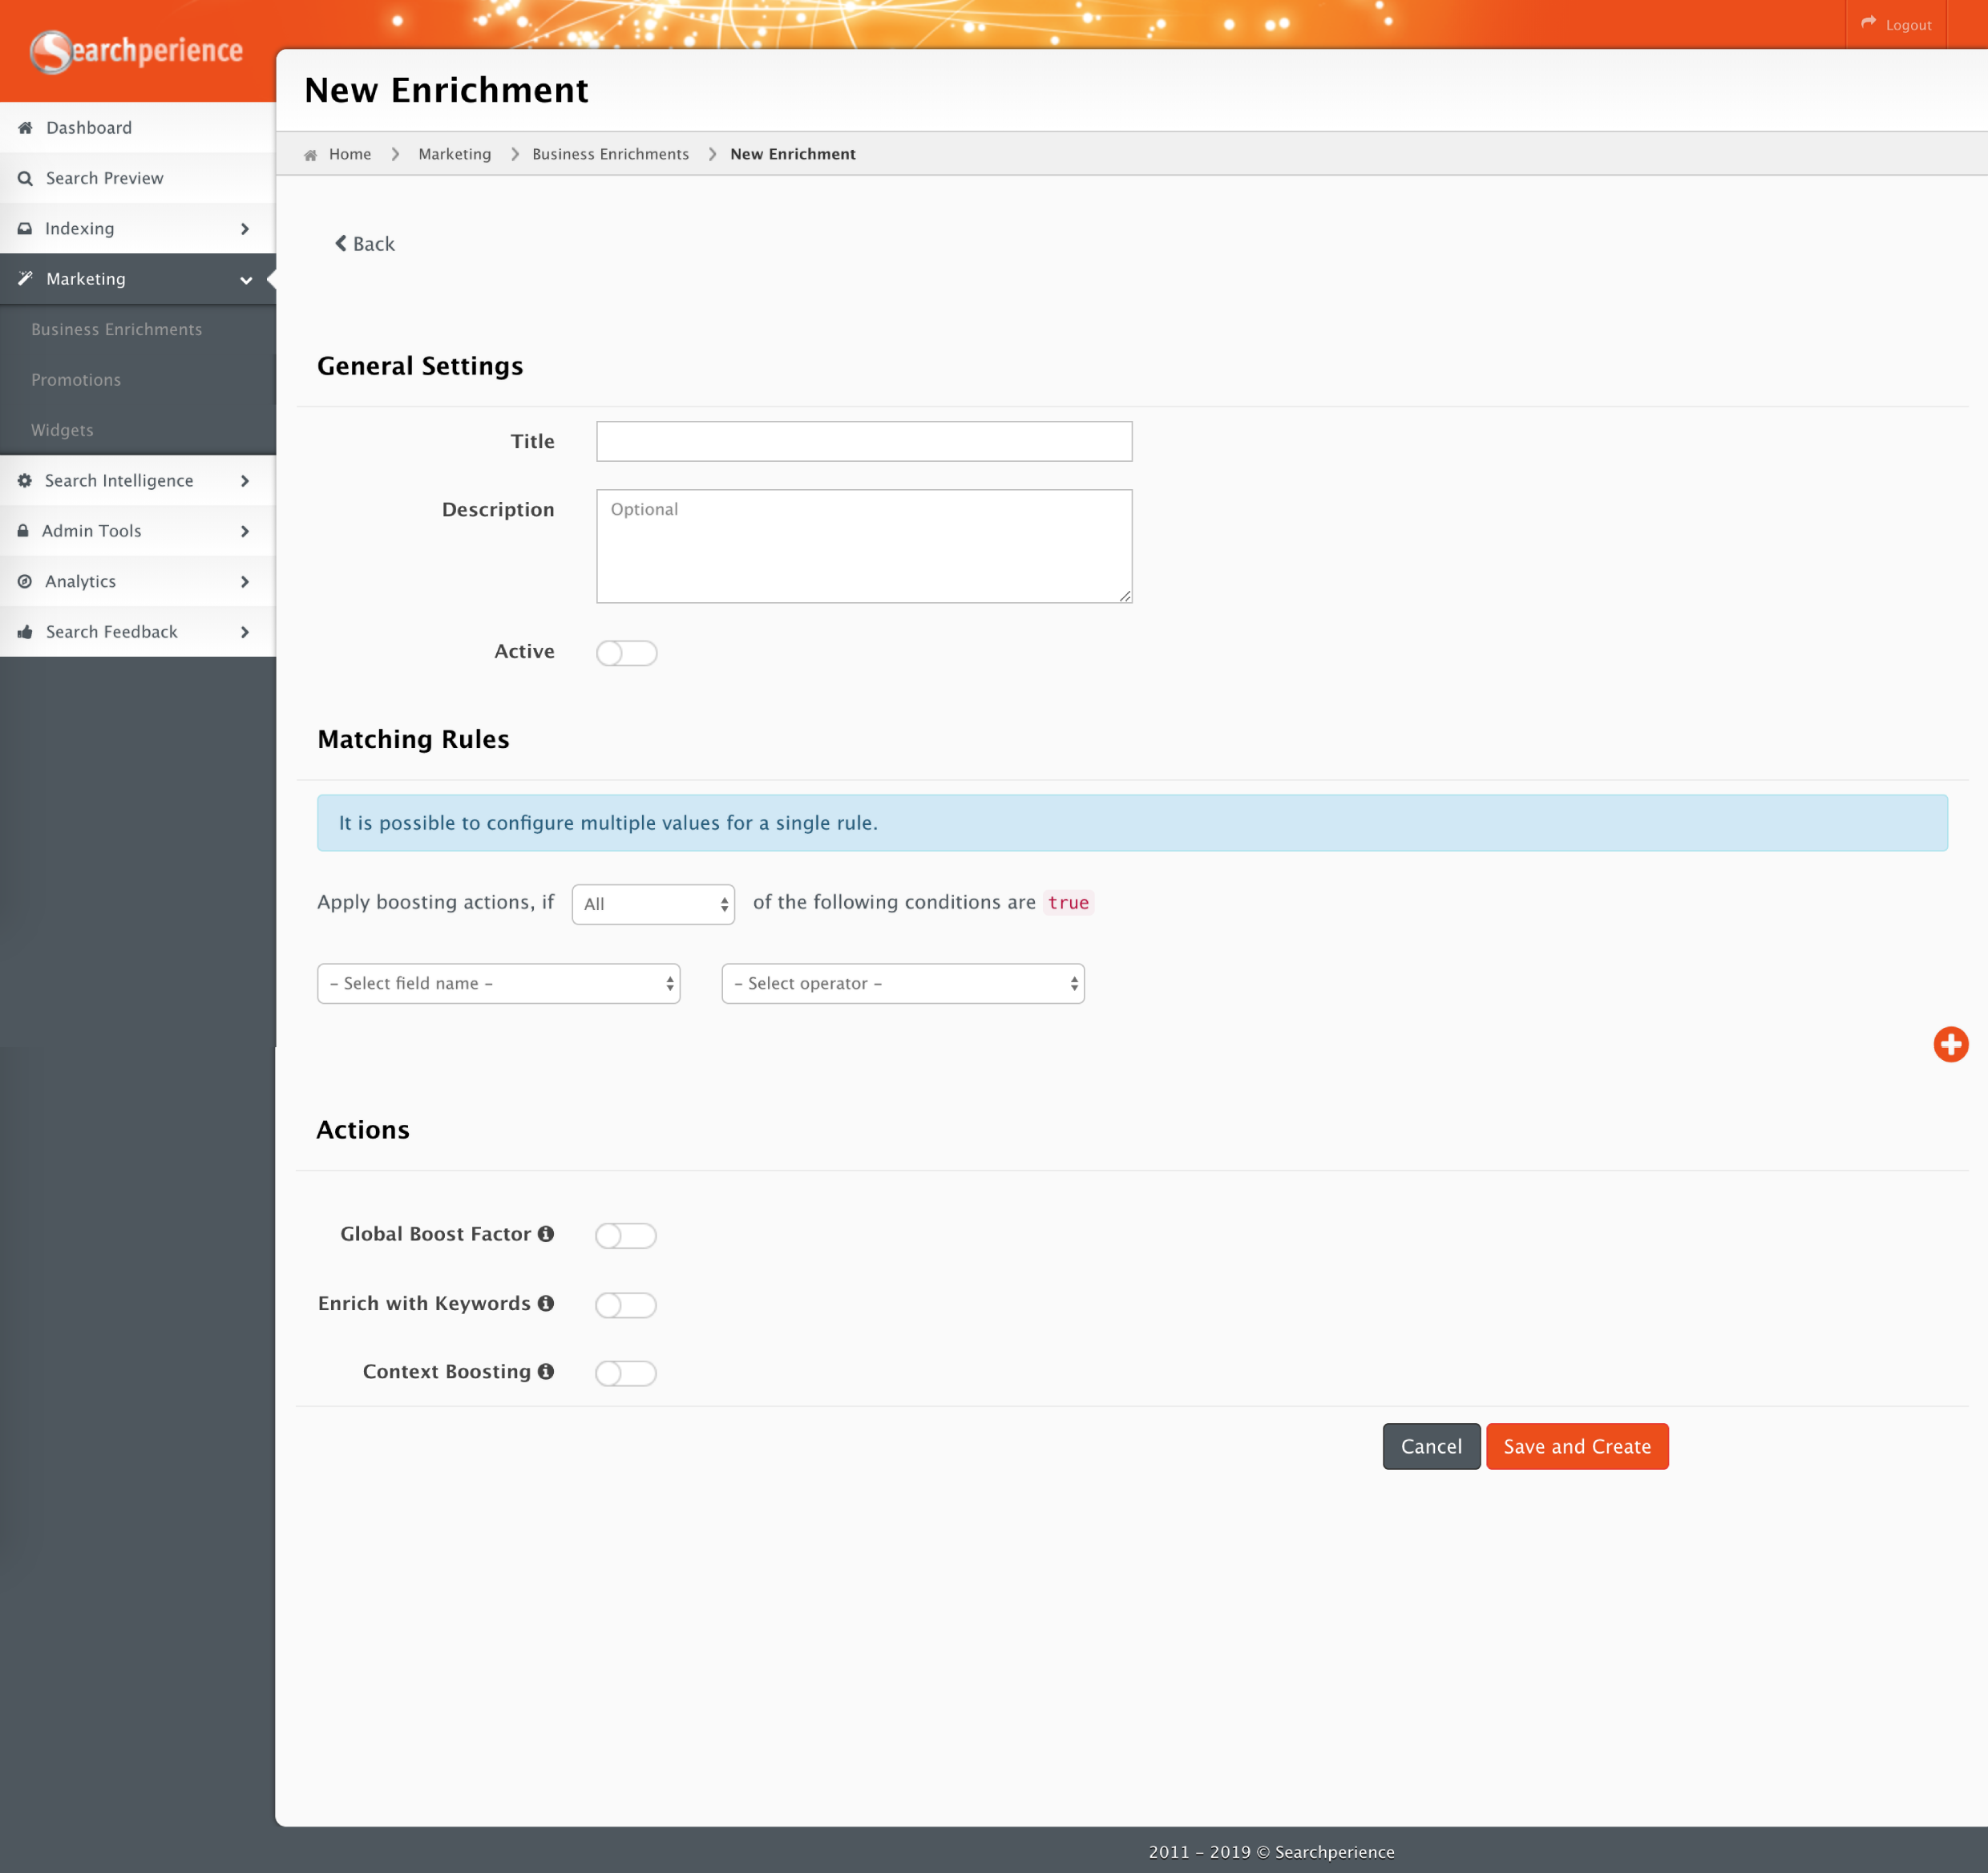 Searchperience
Logout
New Enrichment
Dashboard
Search Preview
Indexing
Marketing
Business Enrichments
Promotions
Widgets
Search Intelligence
Admin Tools
Analytics
Search Feedback
Home > Marketing > Business Enrichments > New Enrichment
Back
General Settings
Title
Description
Optional
Active
Matching Rules
It is possible to configure multiple values for a single rule.
Apply boosting actions, if All of the following conditions are true
– Select field name –
– Select operator –
Actions
Global Boost Factor
Enrich with Keywords
Context Boosting
Cancel
Save and Create
2011 – 2019 © Searchperience